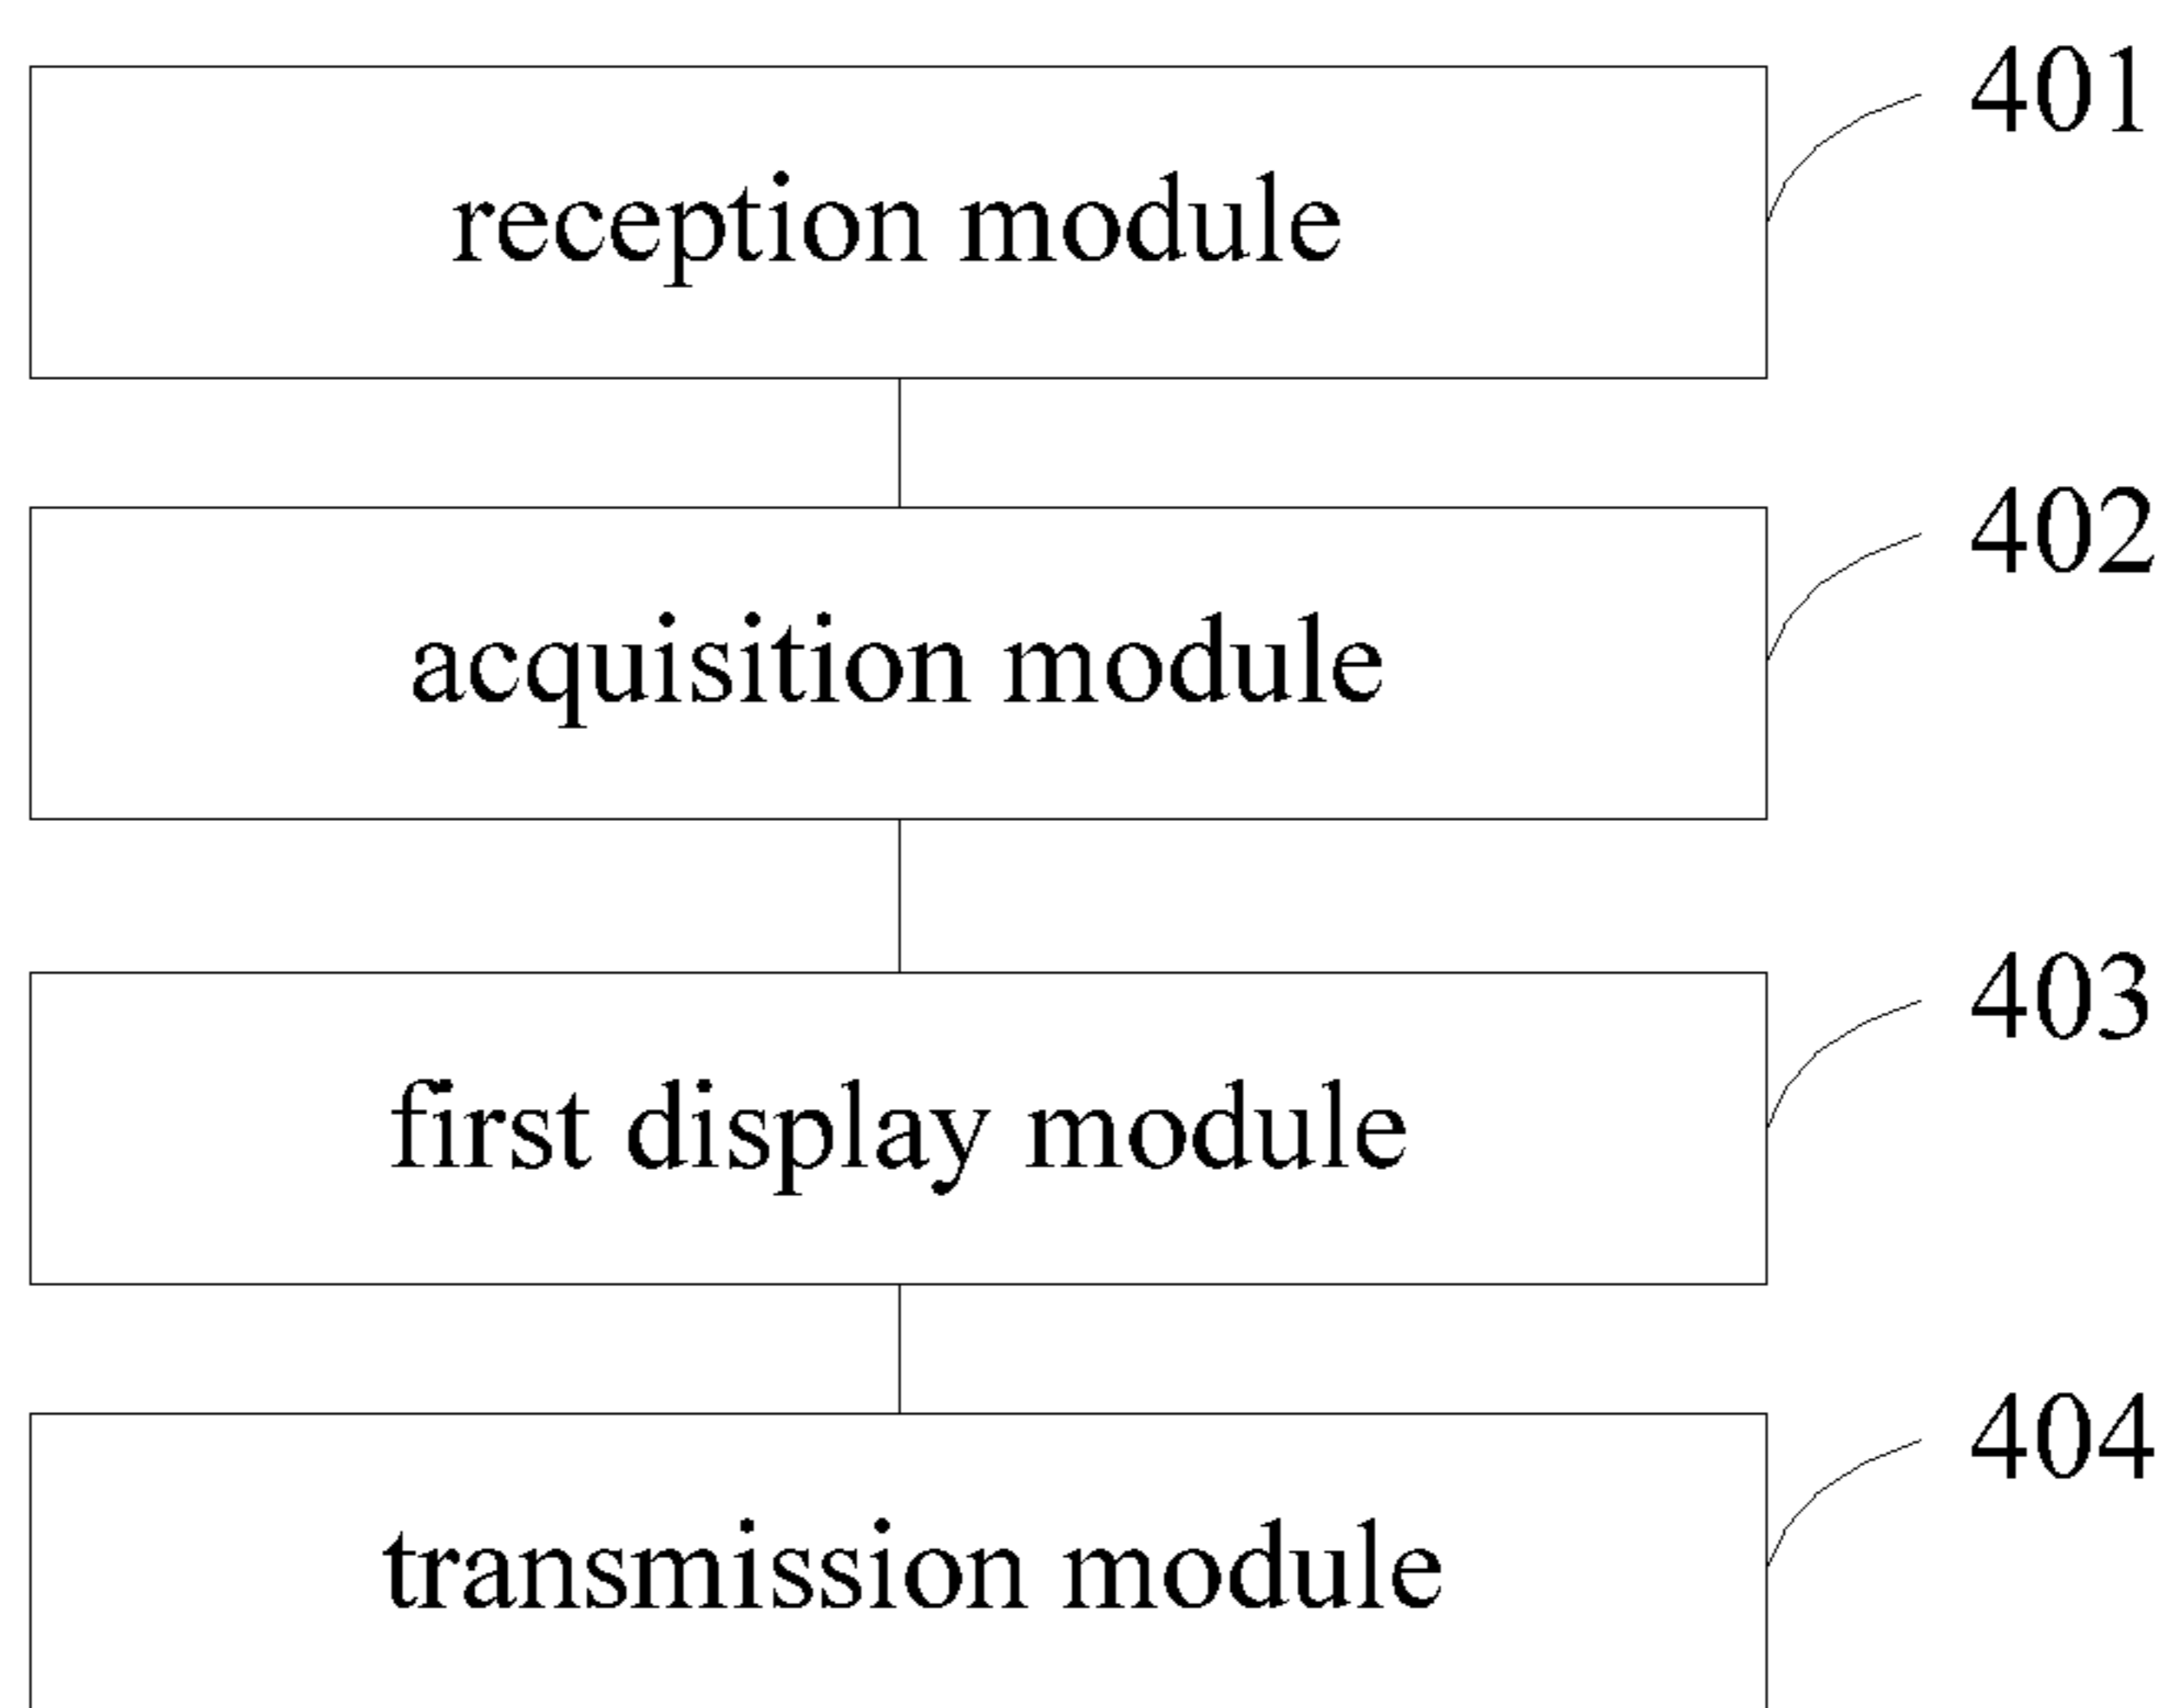 401
reception module
402
acquisition module
403
first display module
404
transmission module